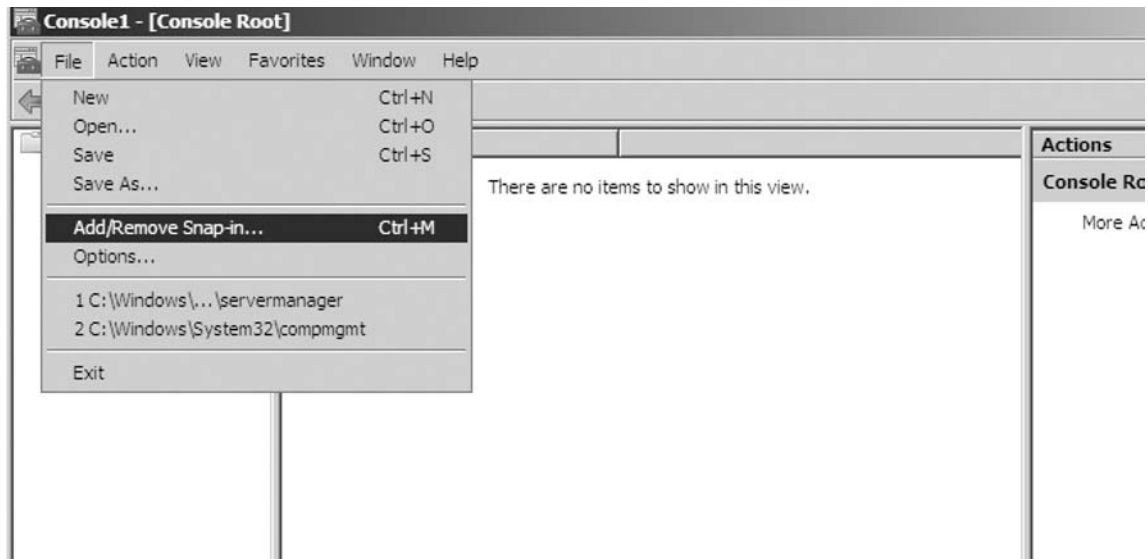 Console1 - [Console Root]
File Action View Favorites Window Help
New Ctrl+N
Open... Ctrl+O
Save Ctrl+S
Save As...
Add/Remove Snap-in... Ctrl+M
Options...
1 C:\Windows\...\servermanager
2 C:\Windows\System32\compmgmt
Exit
There are no items to show in this view.
Actions
Console Ro
More Ac